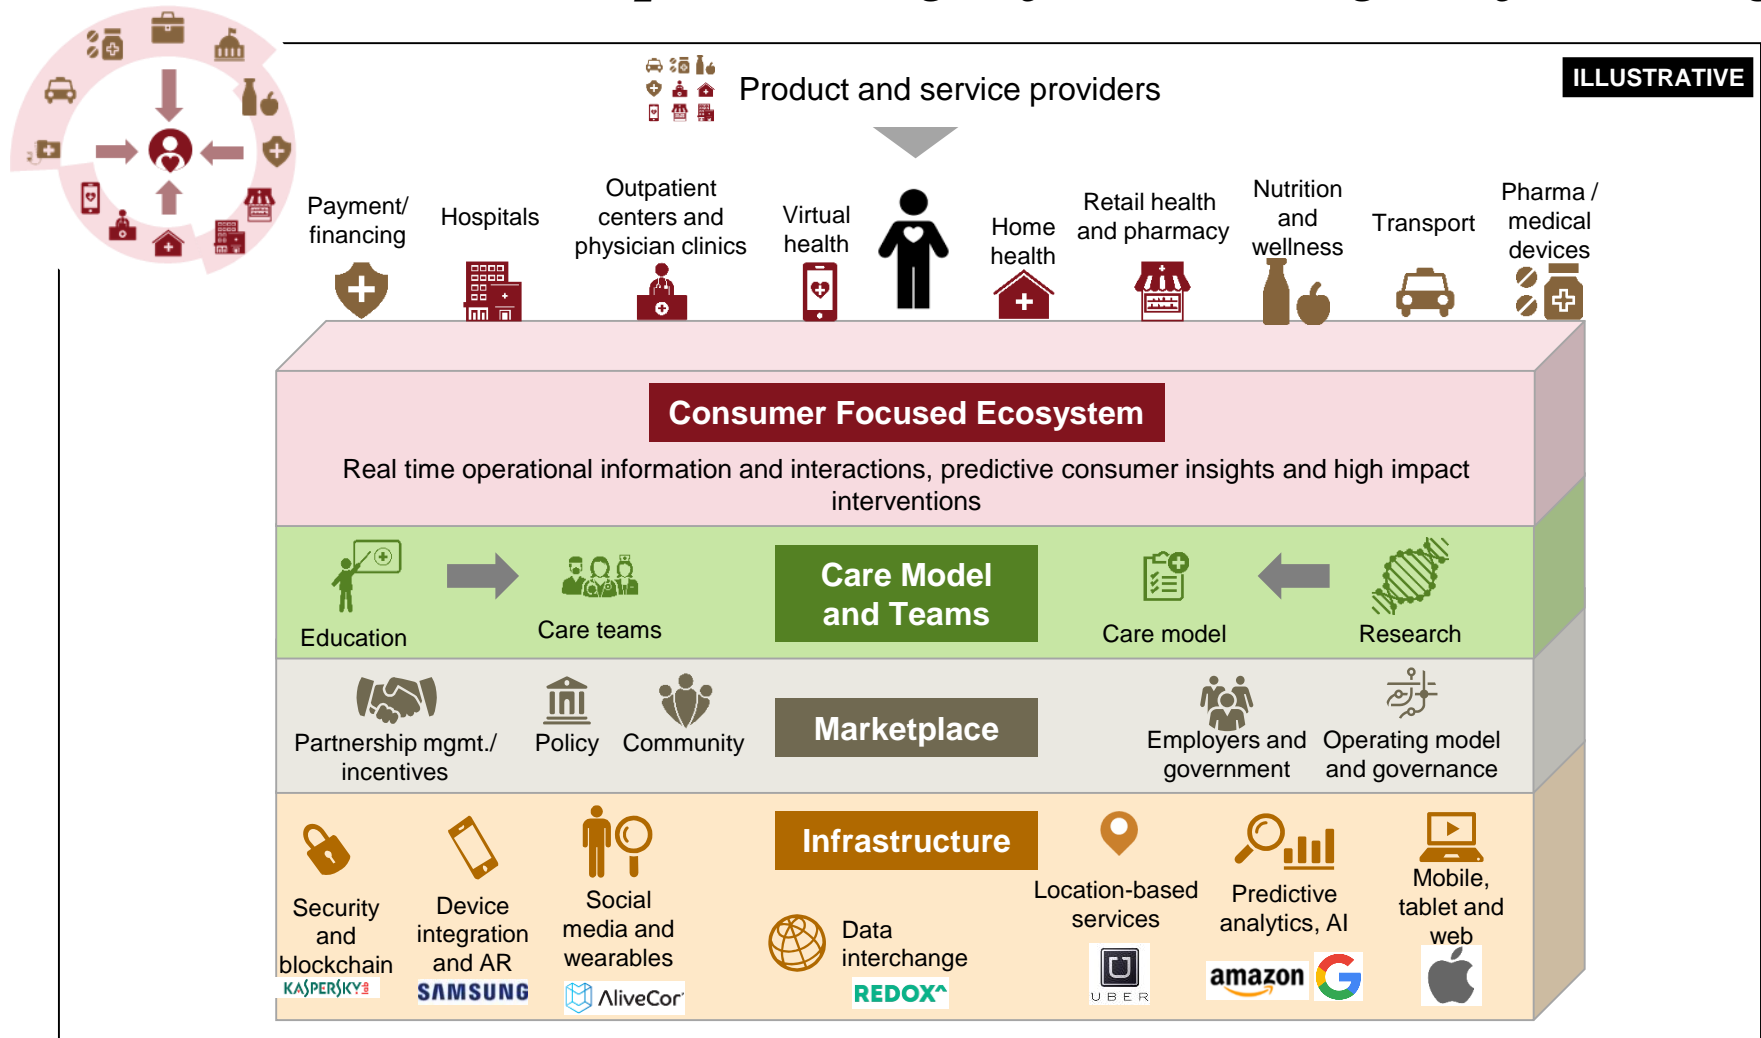 ILLUSTRATIVE
Product and service providers
Payment/
financing
Hospitals
Outpatient
centers and
physician clinics
Virtual
health
Home
health
Retail health
and pharmacy
Nutrition
and
wellness
Transport
Pharma /
medical
devices
Consumer Focused Ecosystem
Real time operational information and interactions, predictive consumer insights and high impact
interventions
Education
Care teams
Care Model
and Teams
Care model
Research
Partnership mgmt./
incentives
Policy
Community
Marketplace
Employers and
government
Operating model
and governance
Infrastructure
Security
and
blockchain
KASPERSKY
Device
integration
and AR
SAMSUNG
Social
media and
wearables
AliveCor
Data
interchange
REDOX^
Location-based
services
U
UBER
Predictive
analytics, AI
amazon
G
Mobile,
tablet and
web